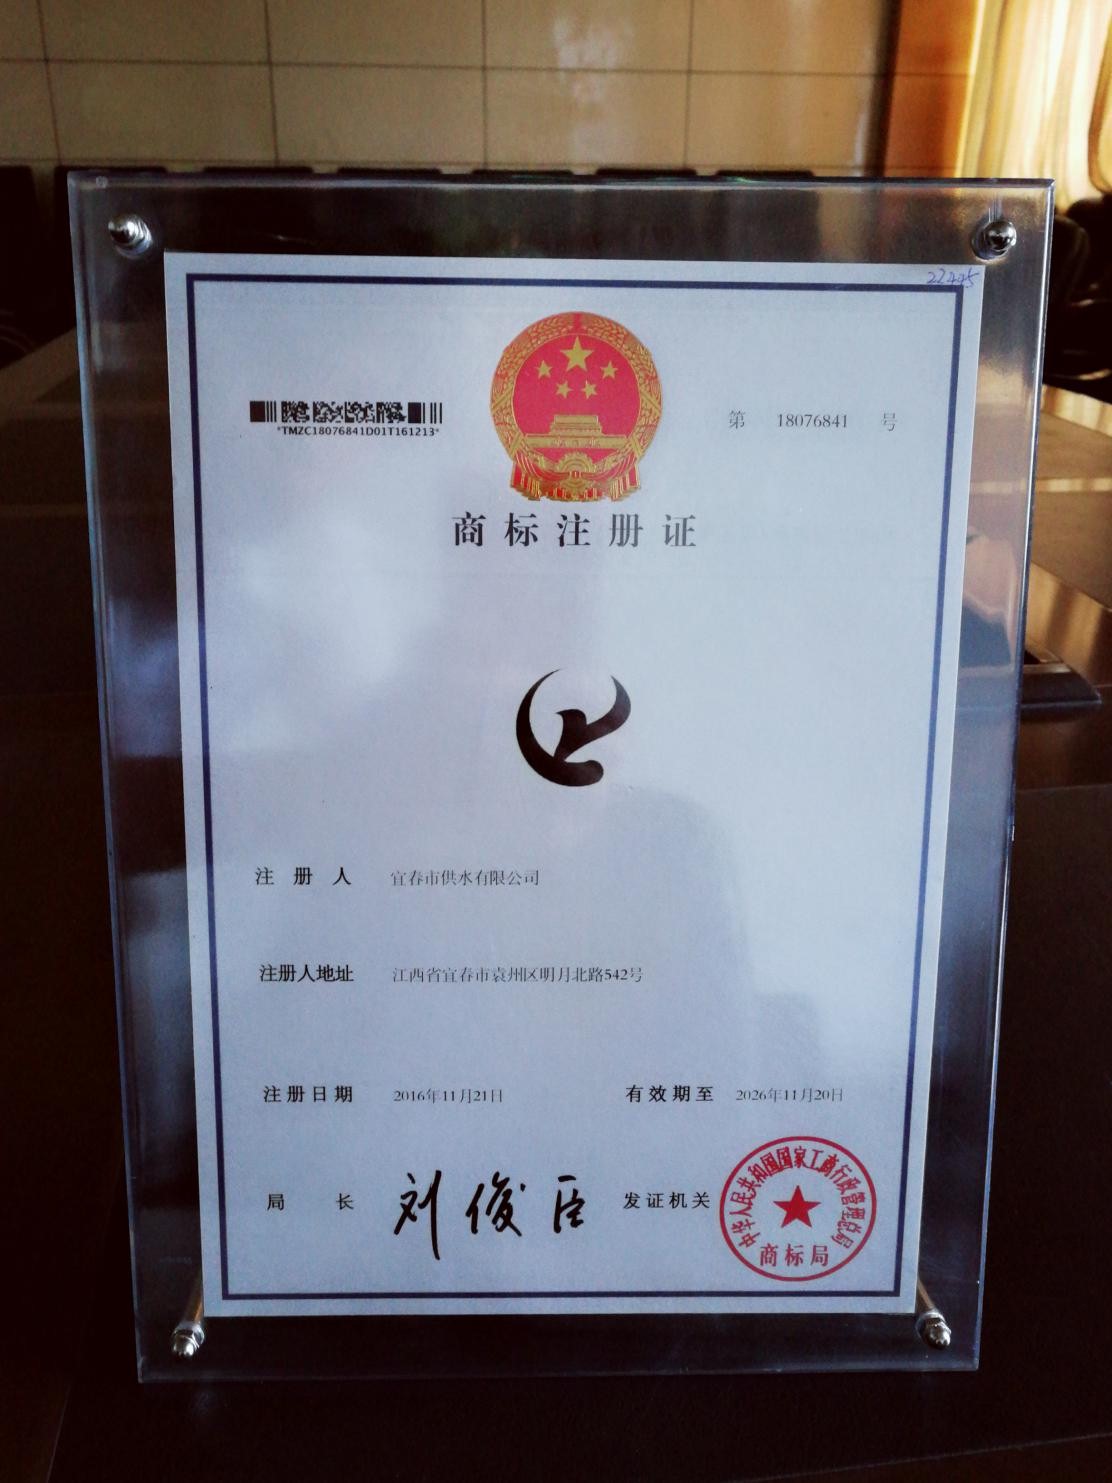 22445
*TMZC18076841D01T161213*
第 18076841 号
商标注册证
注册人 宜春市供水有限公司
注册人地址 江西省宜春市袁州区明月北路542号
注册日期 2016年11月21日 有效期至 2026年11月20日
局长 刘俊臣 发证机关
中华人民共和国国家工商行政管理总局
商标局